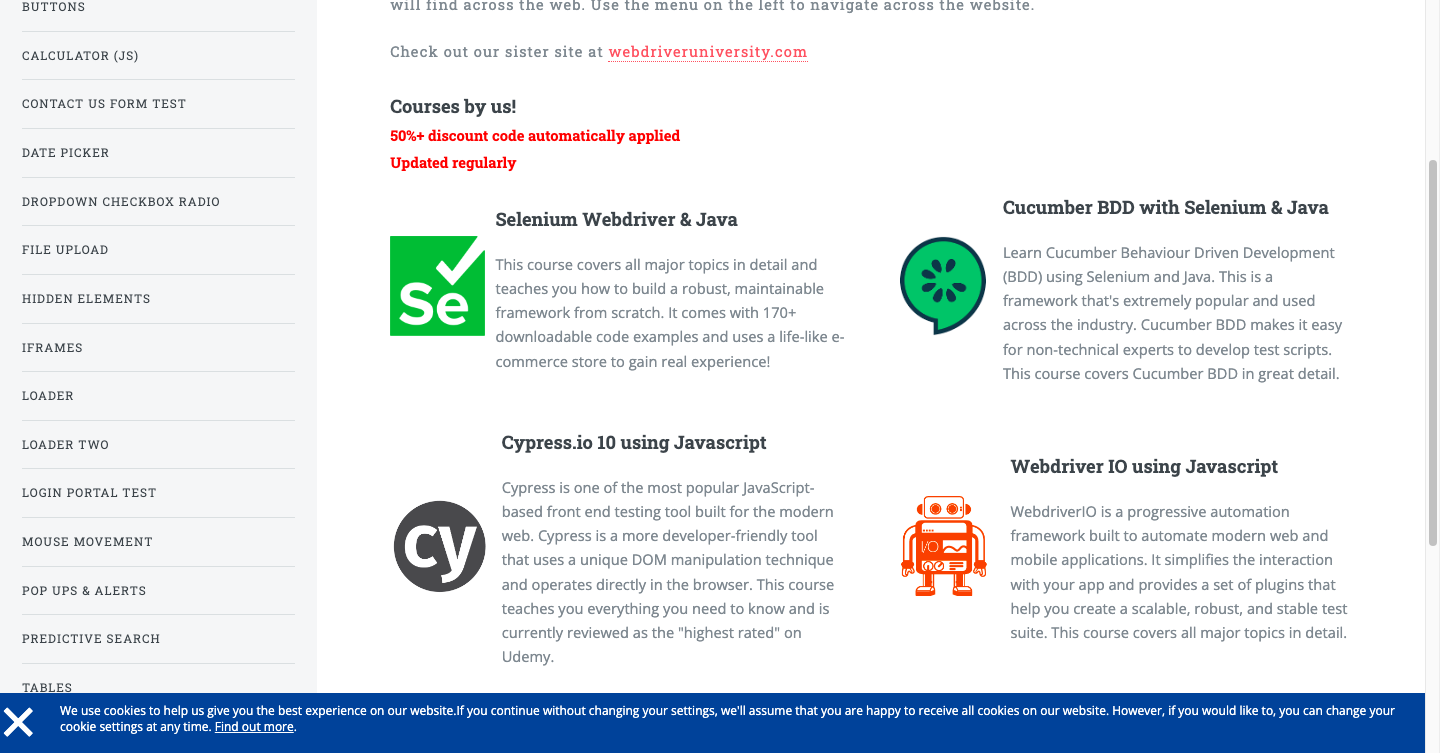 BUTTONS
CALCULATOR (JS)
CONTACT US FORM TEST
DATE PICKER
DROPDOWN CHECKBOX RADIO
FILE UPLOAD
HIDDEN ELEMENTS
IFRAMES
LOADER
LOADER TWO
LOGIN PORTAL TEST
MOUSE MOVEMENT
POP UPS & ALERTS
PREDICTIVE SEARCH
TABLES
will find across the web. Use the menu on the left to navigate across the website.
Check out our sister site at webdriveruniversity.com
Courses by us!
50%+ discount code automatically applied
Updated regularly
Se
Selenium Webdriver & Java
This course covers all major topics in detail and
teaches you how to build a robust, maintainable
framework from scratch. It comes with 170+
downloadable code examples and uses a life-like e-
commerce store to gain real experience!
Cucumber BDD with Selenium & Java
Learn Cucumber Behaviour Driven Development
(BDD) using Selenium and Java. This is a
framework that's extremely popular and used
across the industry. Cucumber BDD makes it easy
for non-technical experts to develop test scripts.
This course covers Cucumber BDD in great detail.
cy
Cypress.io 10 using Javascript
Cypress is one of the most popular JavaScript-
based front end testing tool built for the modern
web. Cypress is a more developer-friendly tool
that uses a unique DOM manipulation technique
and operates directly in the browser. This course
teaches you everything you need to know and is
currently reviewed as the "highest rated" on
Udemy.
I/O
Webdriver IO using Javascript
WebdriverIO is a progressive automation
framework built to automate modern web and
mobile applications. It simplifies the interaction
with your app and provides a set of plugins that
help you create a scalable, robust, and stable test
suite. This course covers all major topics in detail.
We use cookies to help us give you the best experience on our website.If you continue without changing your settings, we'll assume that you are happy to receive all cookies on our website. However, if you would like to, you can change your
cookie settings at any time. Find out more.